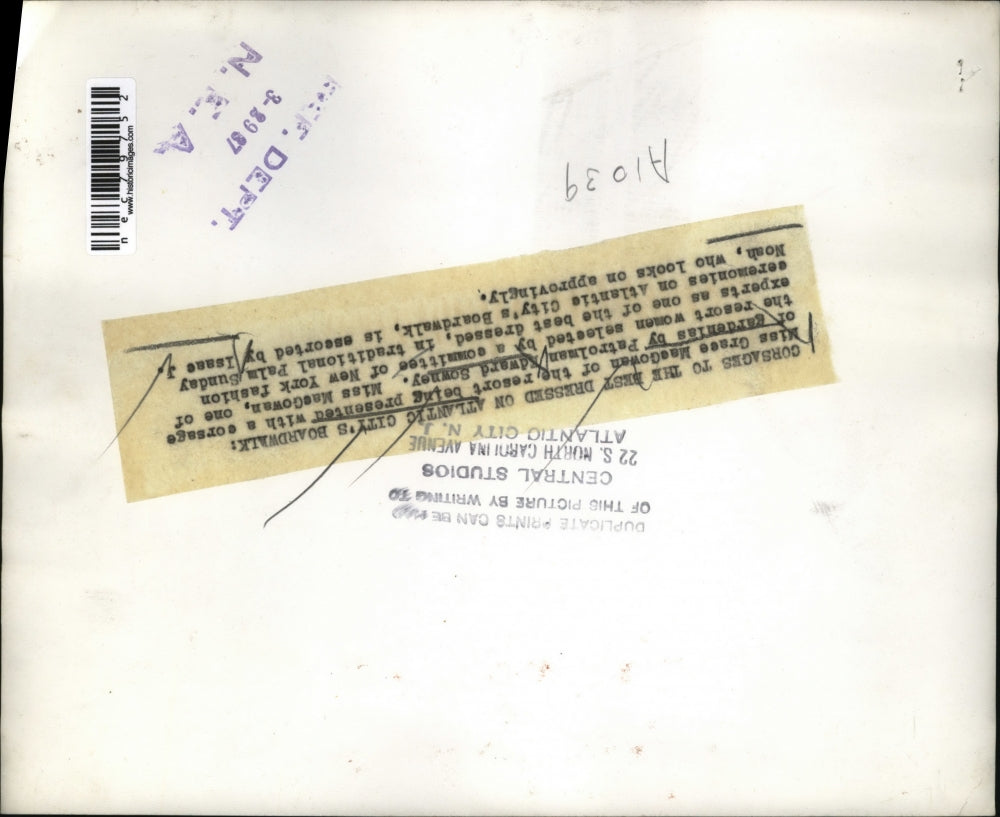 CORSAGES TO THE BEST DRESSED ON ATLANTIC CITY'S BOARDWALK:
Miss Grace MacGowan of the resort being presented with a corsage
of gardenias by Patrolman Edward Sowney. Miss MacGowan, one of
the resort women selected by a committee of New York fashion
experts as one of the best dressed, in traditional Palm Sunday
ceremonies on Atlantic City's Boardwalk, is escorted by Isaac J
Noah, who looks on approvingly.
DUPLICATE PRINTS CAN BE HAD
OF THIS PICTURE BY WRITING TO
CENTRAL STUDIOS
22 S. NORTH CAROLINA AVENUE
ATLANTIC CITY N. J.
A1039
REF. DEPT.
3-29 37
N. E. A
nec79752
www.historicimages.com